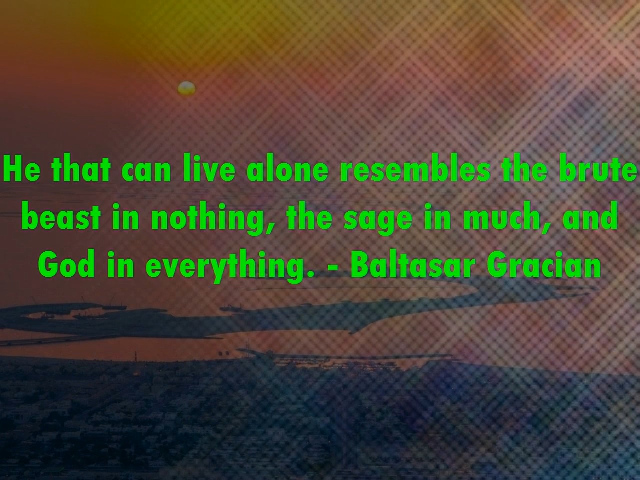 He that can live alone resembles the brute
beast in nothing, the sage in much, and
God in everything. - Baltasar Gracian